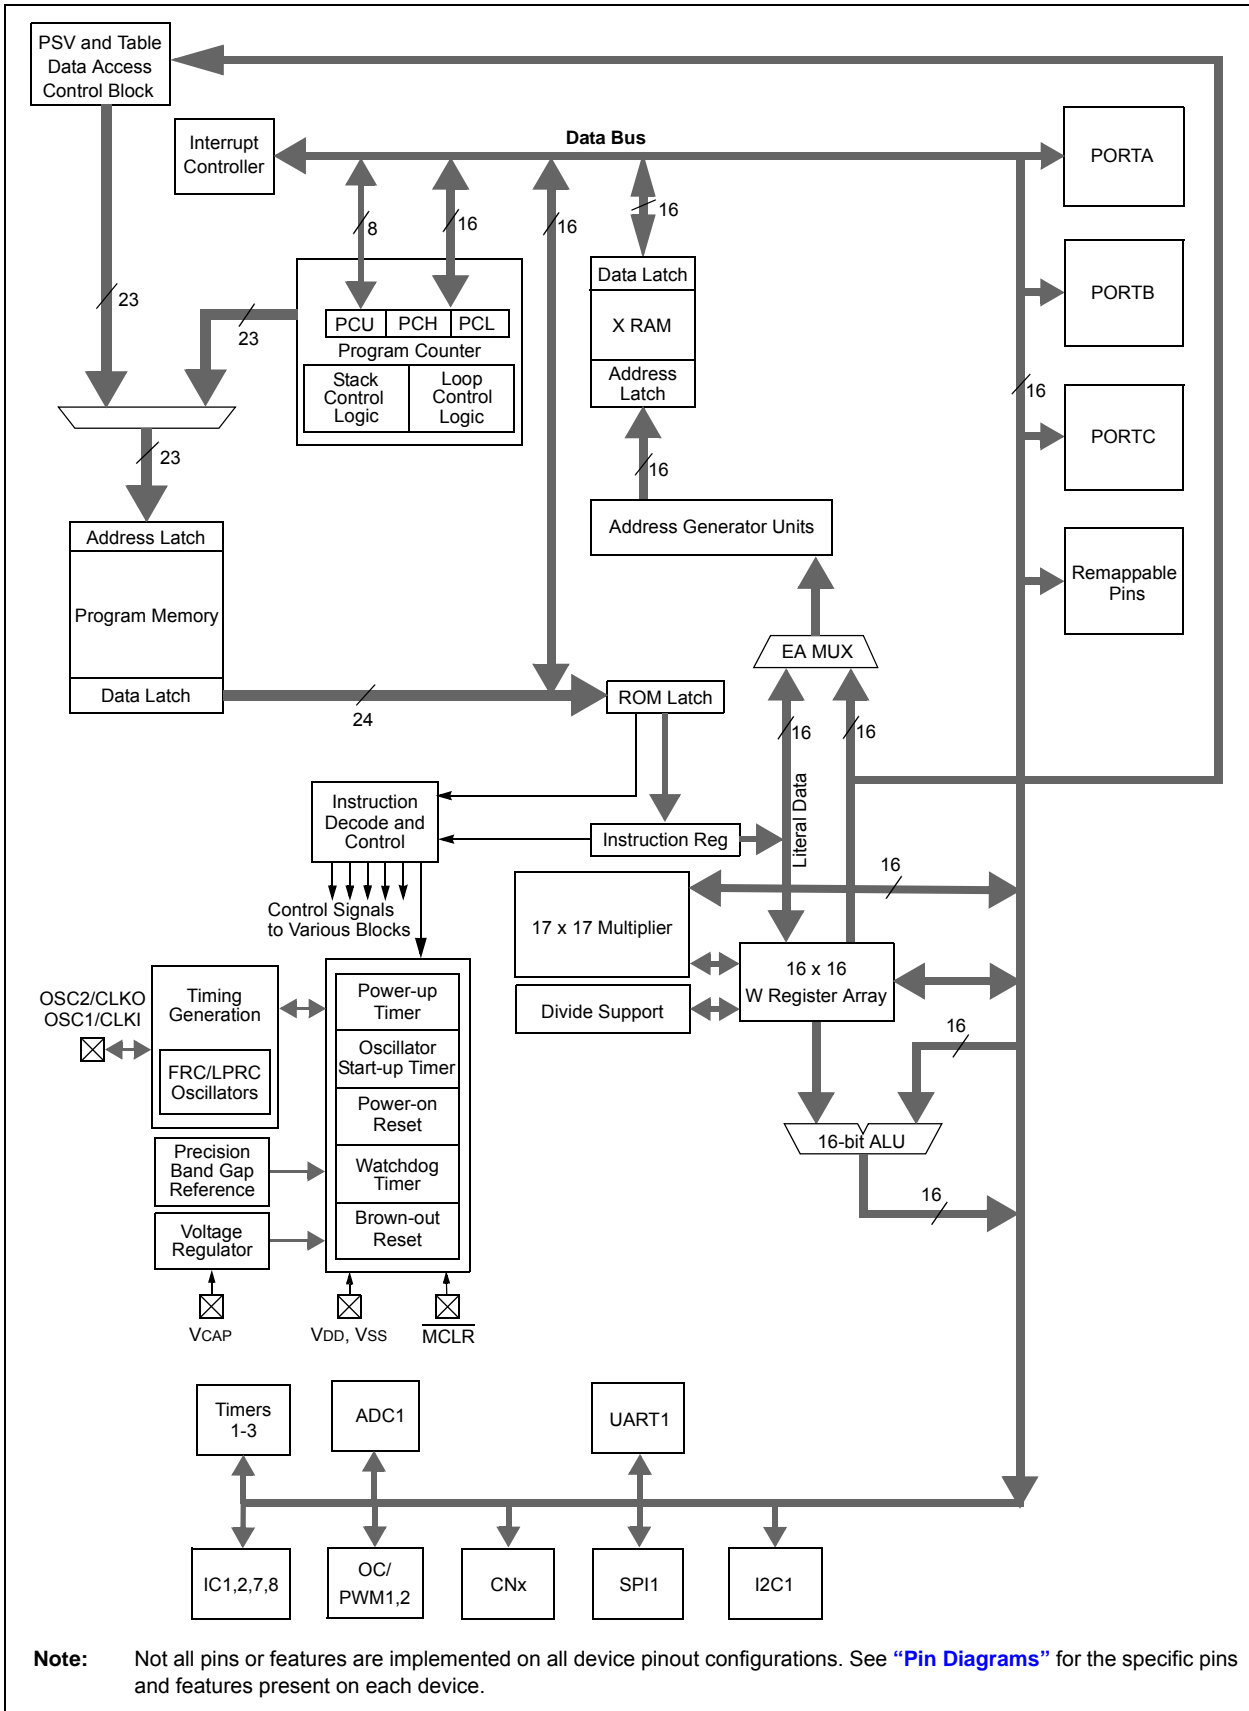 PSV and Table
Data Access
Control Block
Interrupt
Controller
Data Bus
PORTA
8
16
16
16
Data Latch
X RAM
Address
Latch
23
23
PCU
PCH
PCL
Program Counter
Stack
Control
Logic
Loop
Control
Logic
PORTB
16
PORTC
23
16
Address Latch
Program Memory
Data Latch
Address Generator Units
Remappable
Pins
EA MUX
24
ROM Latch
16
16
Literal Data
Instruction
Decode and
Control
Instruction Reg
Control Signals
to Various Blocks
16
17 x 17 Multiplier
16 x 16
W Register Array
Divide Support
OSC2/CLKO
OSC1/CLKI
Timing
Generation
FRC/LPRC
Oscillators
Power-up
Timer
Oscillator
Start-up Timer
Power-on
Reset
Watchdog
Timer
Brown-out
Reset
16
16-bit ALU
16
Precision
Band Gap
Reference
Voltage
Regulator
VCAP
VDD, VSS
MCLR
Timers
1-3
ADC1
UART1
IC1,2,7,8
OC/
PWM1,2
CNx
SPI1
I2C1
Note: Not all pins or features are implemented on all device pinout configurations. See “Pin Diagrams” for the specific pins
and features present on each device.